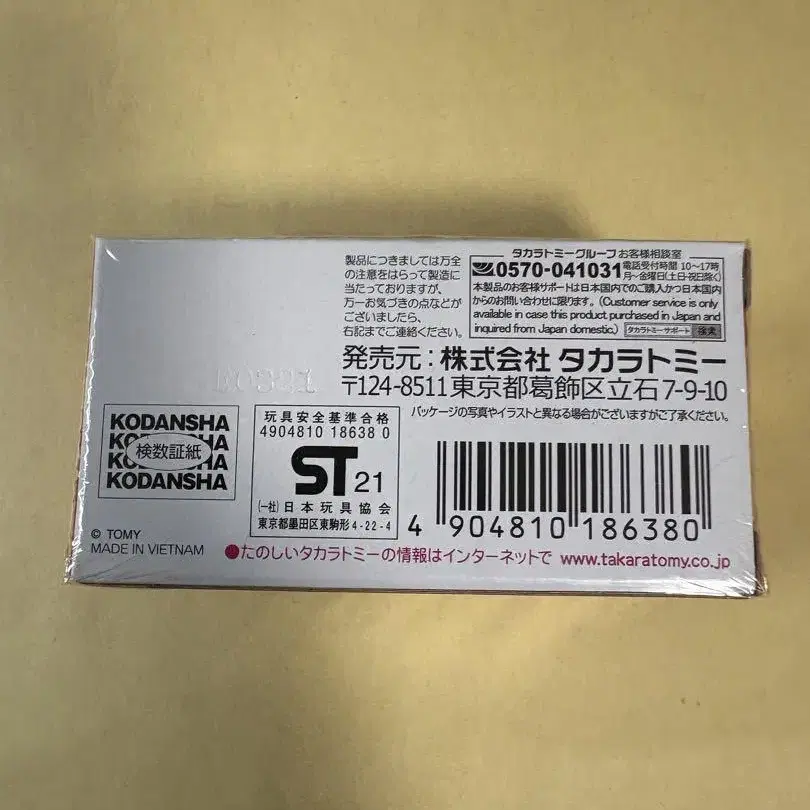 製品につきましては万全
の注意をはらって製造に
当たっておりますが、
万一お気づきの点などが
ございましたら、
右記までご連絡ください。
タカラトミーグループお客様相談室
0570-041031 電話受付時間 10〜17時
月〜金曜日(土・日・祝日除く)
本製品のお客様サポートは日本国内でのご購入かつ日本国内
からのお問い合わせに限ります。(Customer service is only
available in case this product purchased in Japan and
inquired from Japan domestic.) タカラトミーサポート 検索
発売元:株式会社 タカラトミー
〒124-8511 東京都葛飾区立石7-9-10
パッケージの写真やイラストと異なる場合がございますがご了承ください。
KODANSHA
KODANSHA
検数証紙
KODANSHA
KODANSHA
玩具安全基準合格
4904810 18638 0
ST 21
(一社)日本玩具協会
東京都墨田区東駒形4-22-4
4 904810 186380
© TOMY
MADE IN VIETNAM
●たのしいタカラトミーの情報はインターネットで www.takaratomy.co.jp